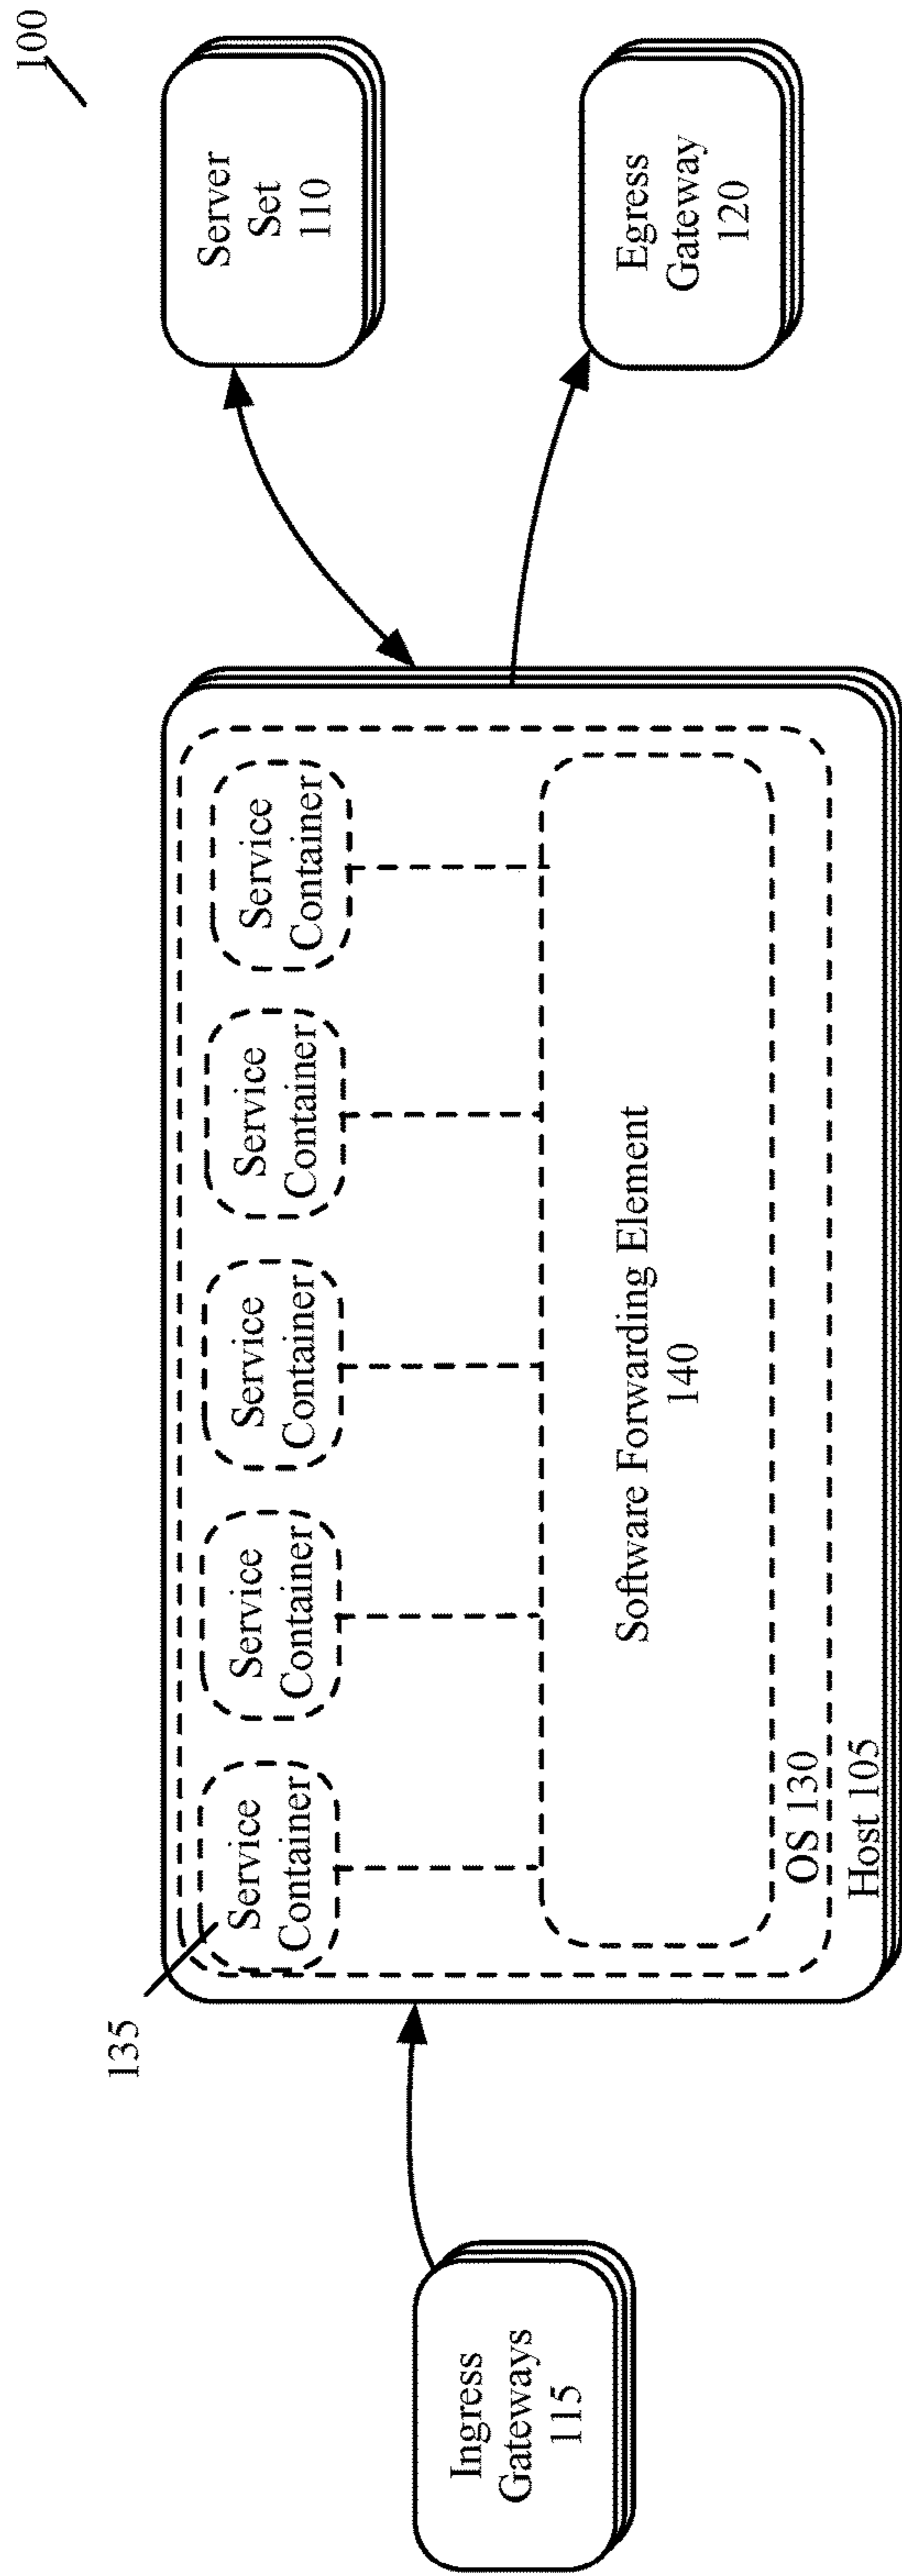 100
135
Ingress
Gateways
115
Service
Container
Service
Container
Service
Container
Service
Container
Service
Container
Software Forwarding Element
140
OS 130
Host 105
Server
Set
110
Egress
Gateway
120